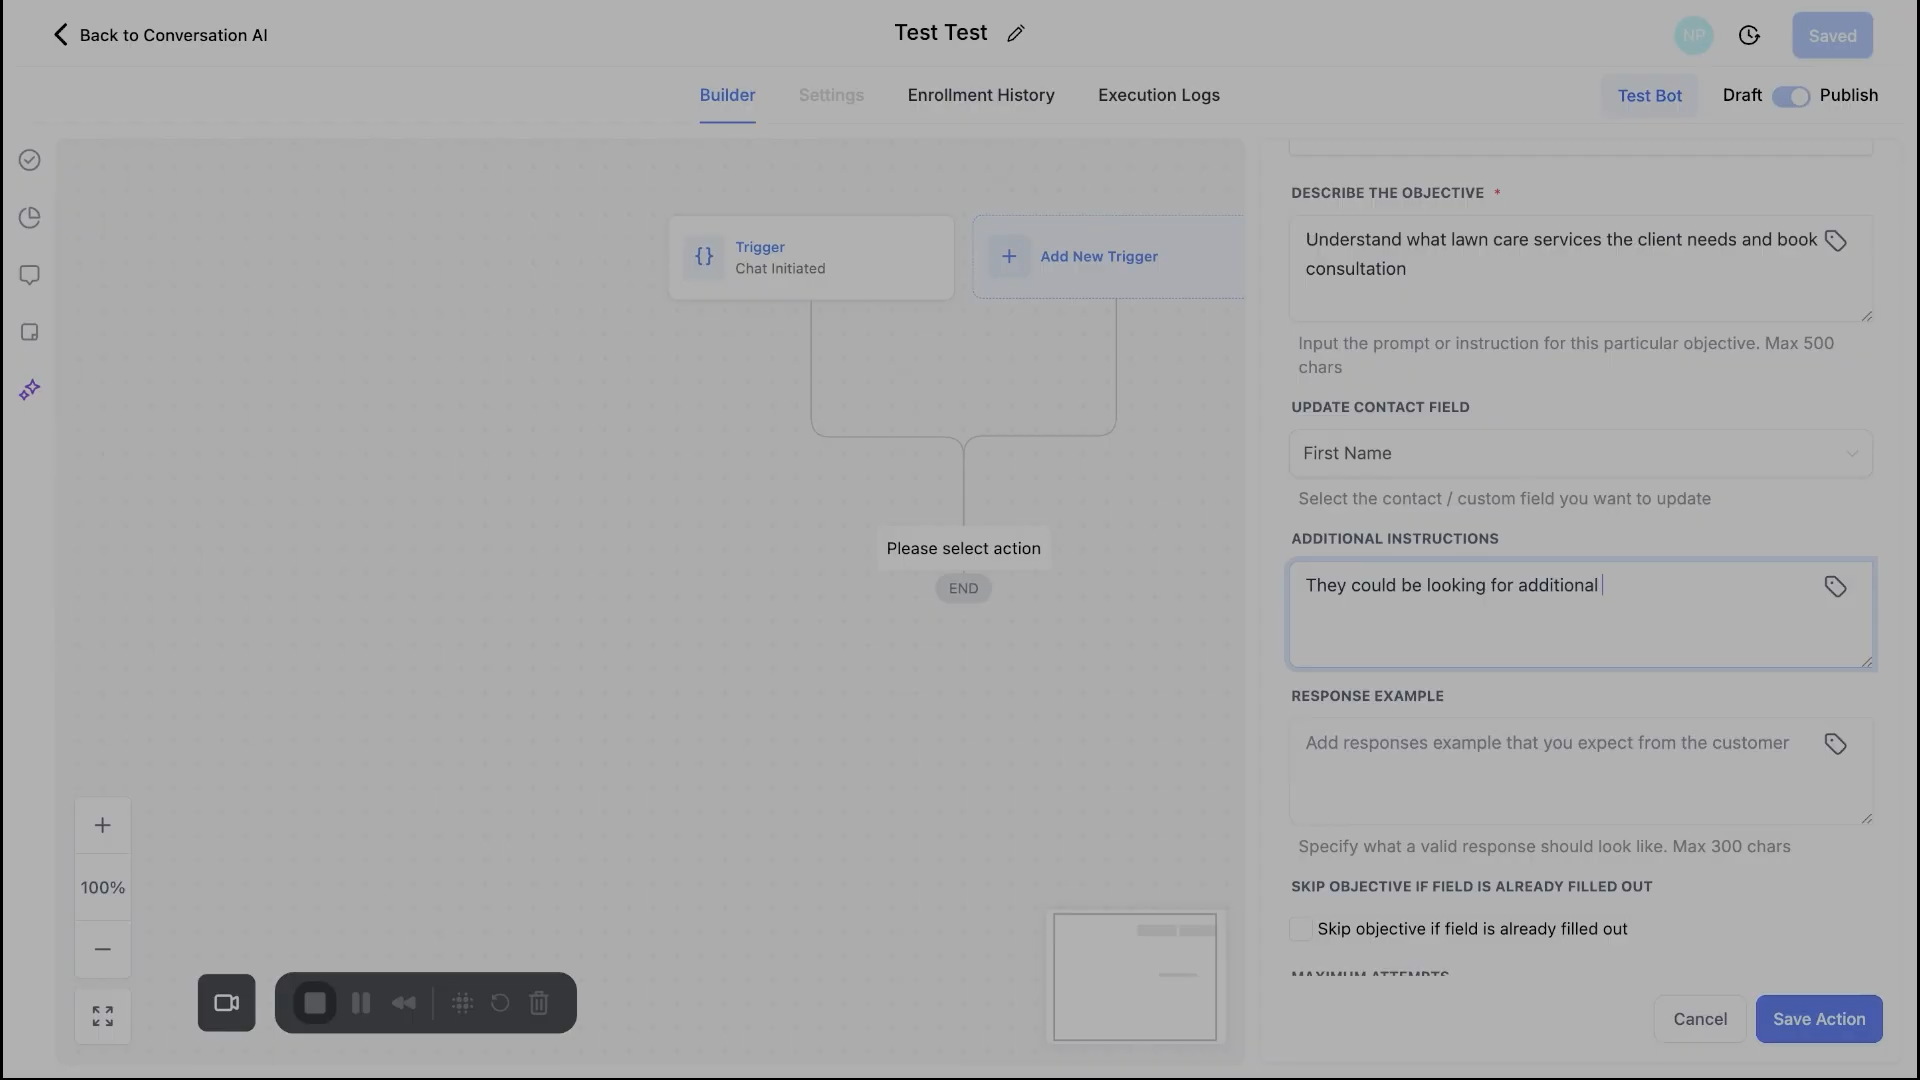 Back to Conversation AI
Test Test
NP
Saved
Builder
Settings
Enrollment History
Execution Logs
Test Bot
Draft
Publish
Trigger
Chat Initiated
Add New Trigger
Please select action
END
100%
DESCRIBE THE OBJECTIVE *
Understand what lawn care services the client needs and book
consultation
Input the prompt or instruction for this particular objective. Max 500
chars
UPDATE CONTACT FIELD
First Name
Select the contact / custom field you want to update
ADDITIONAL INSTRUCTIONS
They could be looking for additional
RESPONSE EXAMPLE
Add responses example that you expect from the customer
Specify what a valid response should look like. Max 300 chars
SKIP OBJECTIVE IF FIELD IS ALREADY FILLED OUT
Skip objective if field is already filled out
MAXIMUM ATTEMPTS
Cancel
Save Action